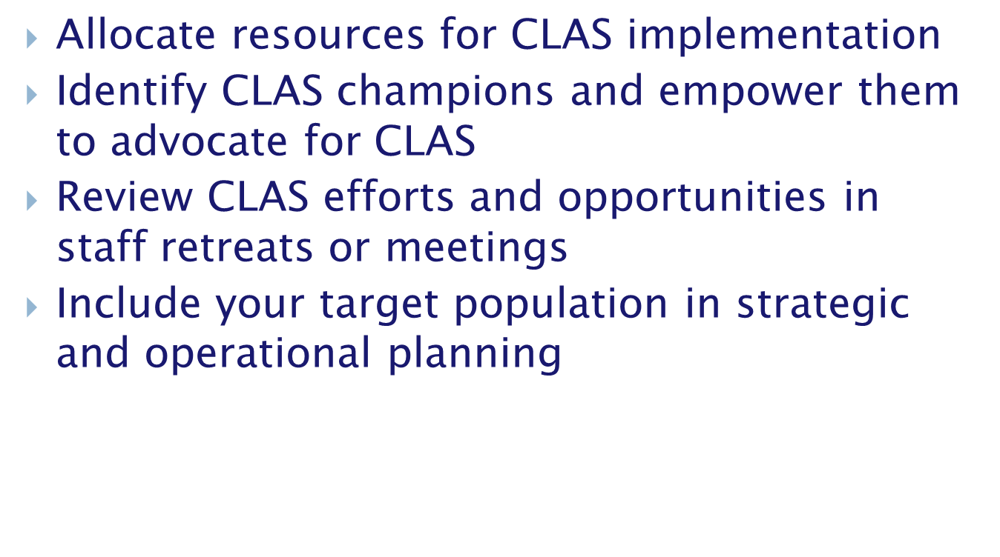 Allocate resources for CLAS implementation
Identify CLAS champions and empower them
to advocate for CLAS
Review CLAS efforts and opportunities in
staff retreats or meetings
Include your target population in strategic
and operational planning